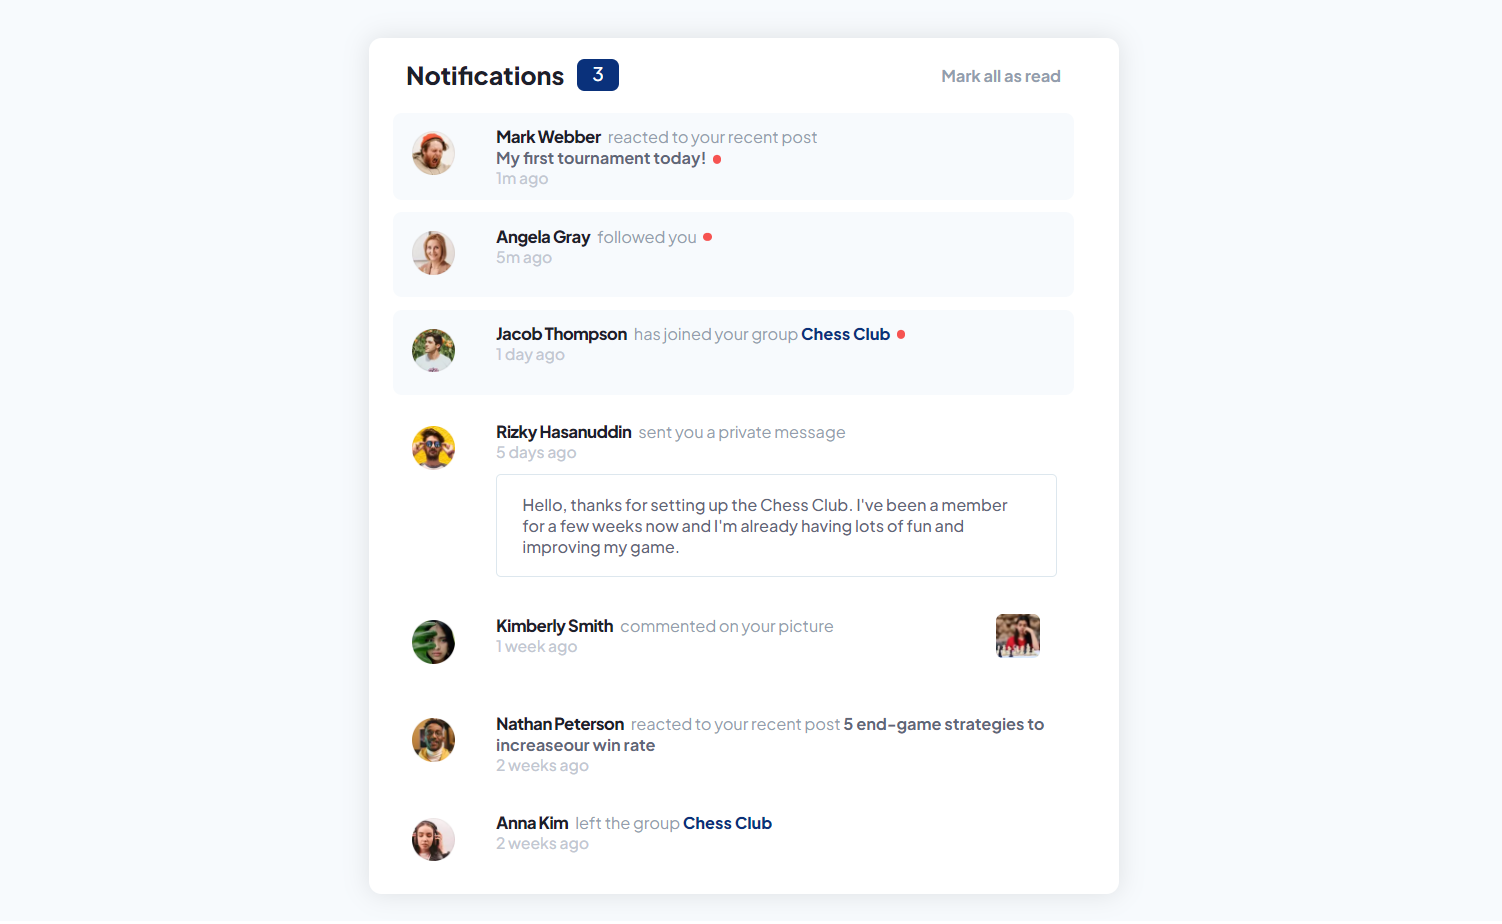 Notifications 3
Mark all as read
Mark Webber reacted to your recent post
My first tournament today!
1m ago
Angela Gray followed you
5m ago
Jacob Thompson has joined your group Chess Club
1 day ago
Rizky Hasanuddin sent you a private message
5 days ago
Hello, thanks for setting up the Chess Club. I've been a member
for a few weeks now and I'm already having lots of fun and
improving my game.
Kimberly Smith commented on your picture
1 week ago
Nathan Peterson reacted to your recent post 5 end-game strategies to
increaseour win rate
2 weeks ago
Anna Kim left the group Chess Club
2 weeks ago